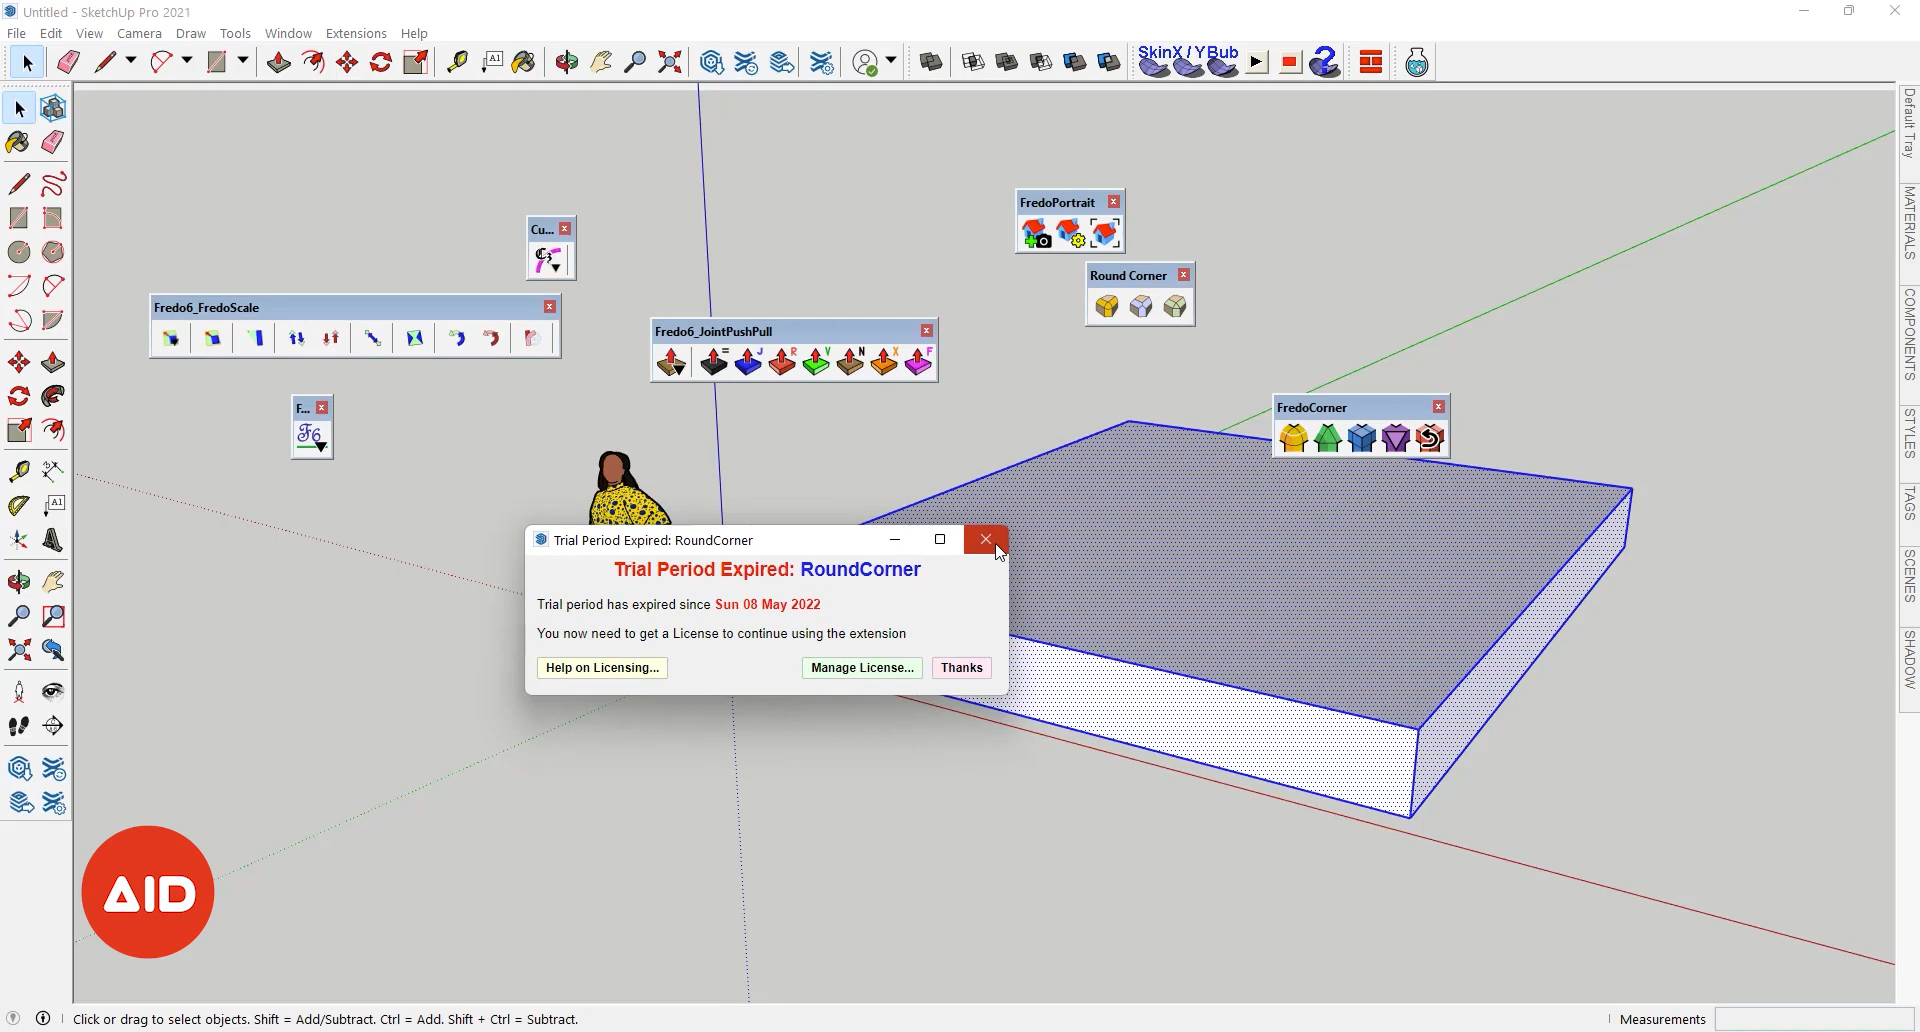 Untitled - SketchUp Pro 2021
File Edit View Camera Draw Tools Window Extensions Help
A1
SkinX / YBub
?
Default Tray
MATERIALS
COMPONENTS
STYLES
TAGS
SCENES
SHADOW
FredoPortrait
Cu...
Round Corner
Fredo6_FredoScale
Fredo6_JointPushPull
= J R V N X F
F...
F6
FredoCorner
A1
Trial Period Expired: RoundCorner
Trial Period Expired: RoundCorner
Trial period has expired since Sun 08 May 2022
You now need to get a License to continue using the extension
Help on Licensing... Manage License... Thanks
AID
Click or drag to select objects. Shift = Add/Subtract. Ctrl = Add. Shift + Ctrl = Subtract.
Measurements